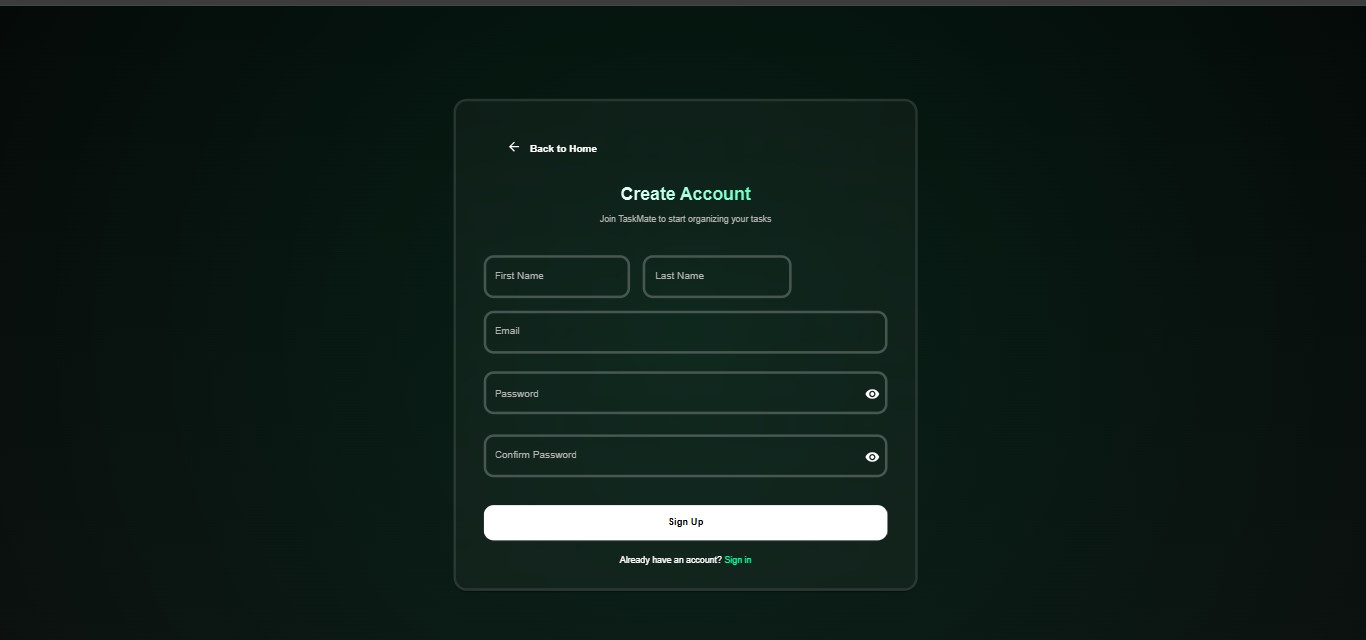 Back to Home
Create Account
Join TaskMate to start organizing your tasks
First Name Last Name
Email
Password
Confirm Password
Sign Up
Already have an account? Sign in